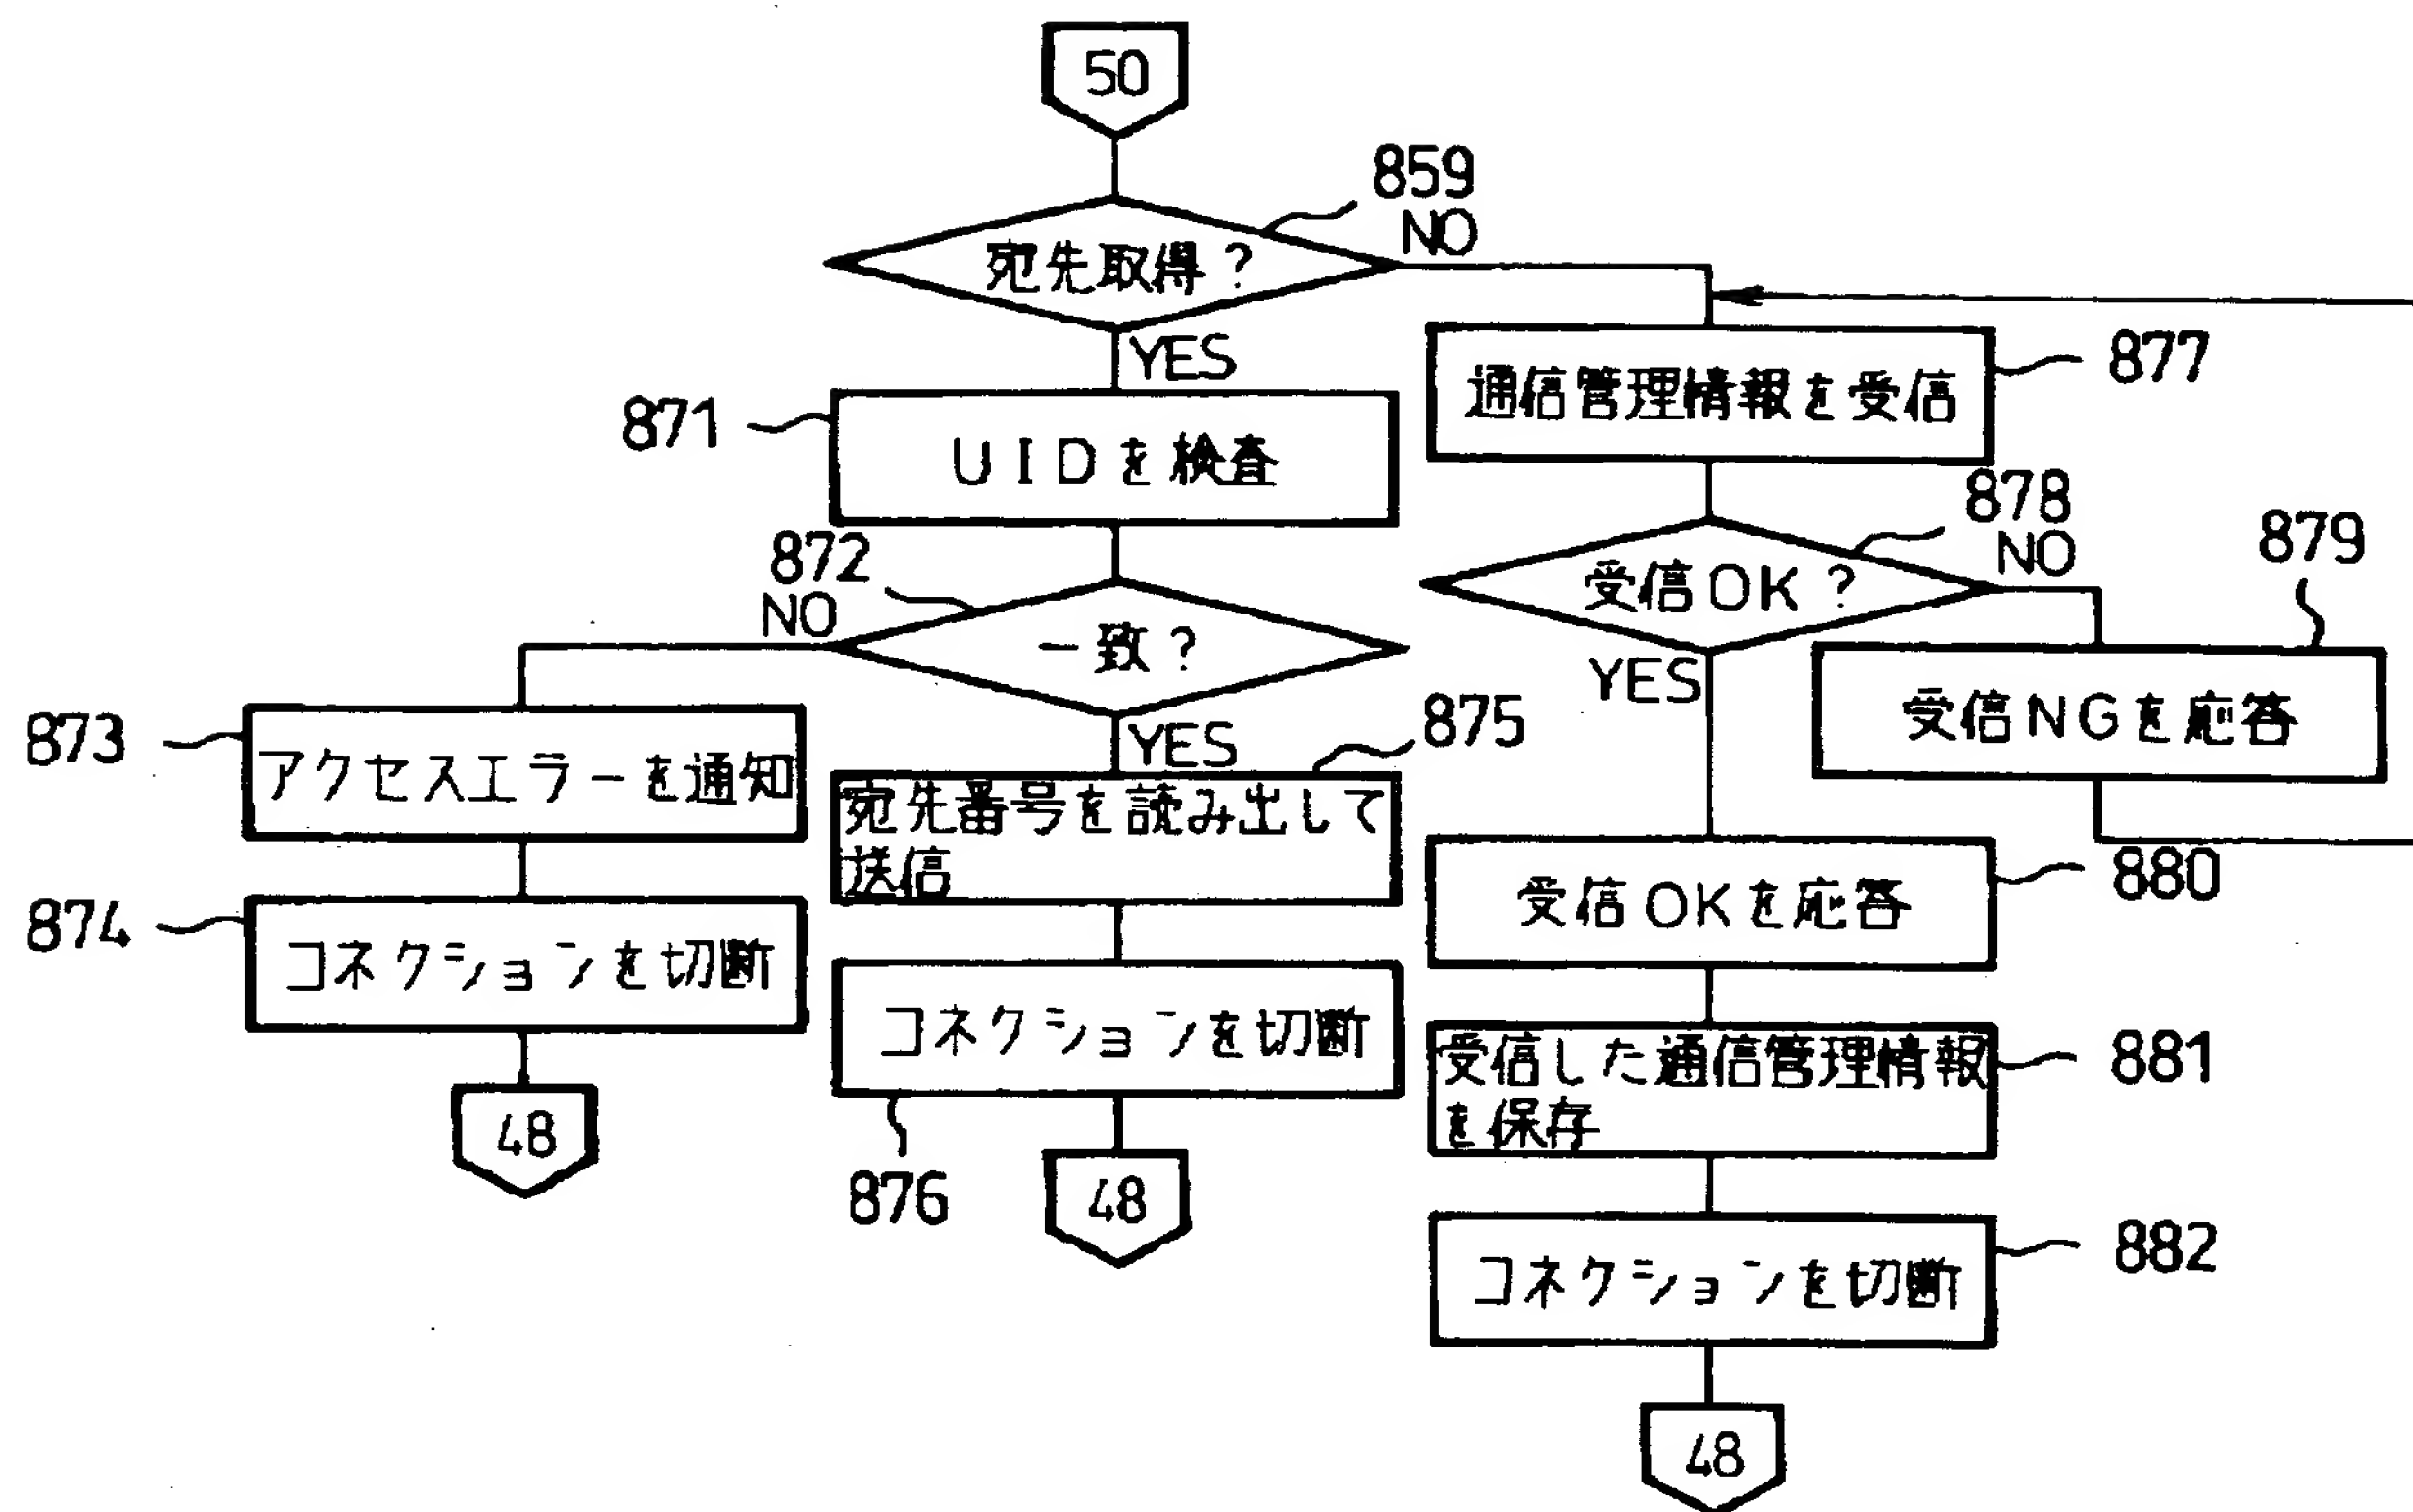 50
859
宛先取得?
NO
YES
871
UIDを検査
872
NO
一致?
YES
873
アクセスエラーを通知
874
コネクションを切断
48
875
宛先番号を読み出して
送信
コネクションを切断
876
48
877
通信管理情報を受信
878
受信OK?
NO
YES
879
受信NGを応答
880
受信OKを応答
881
受信した通信管理情報
を保存
882
コネクションを切断
48